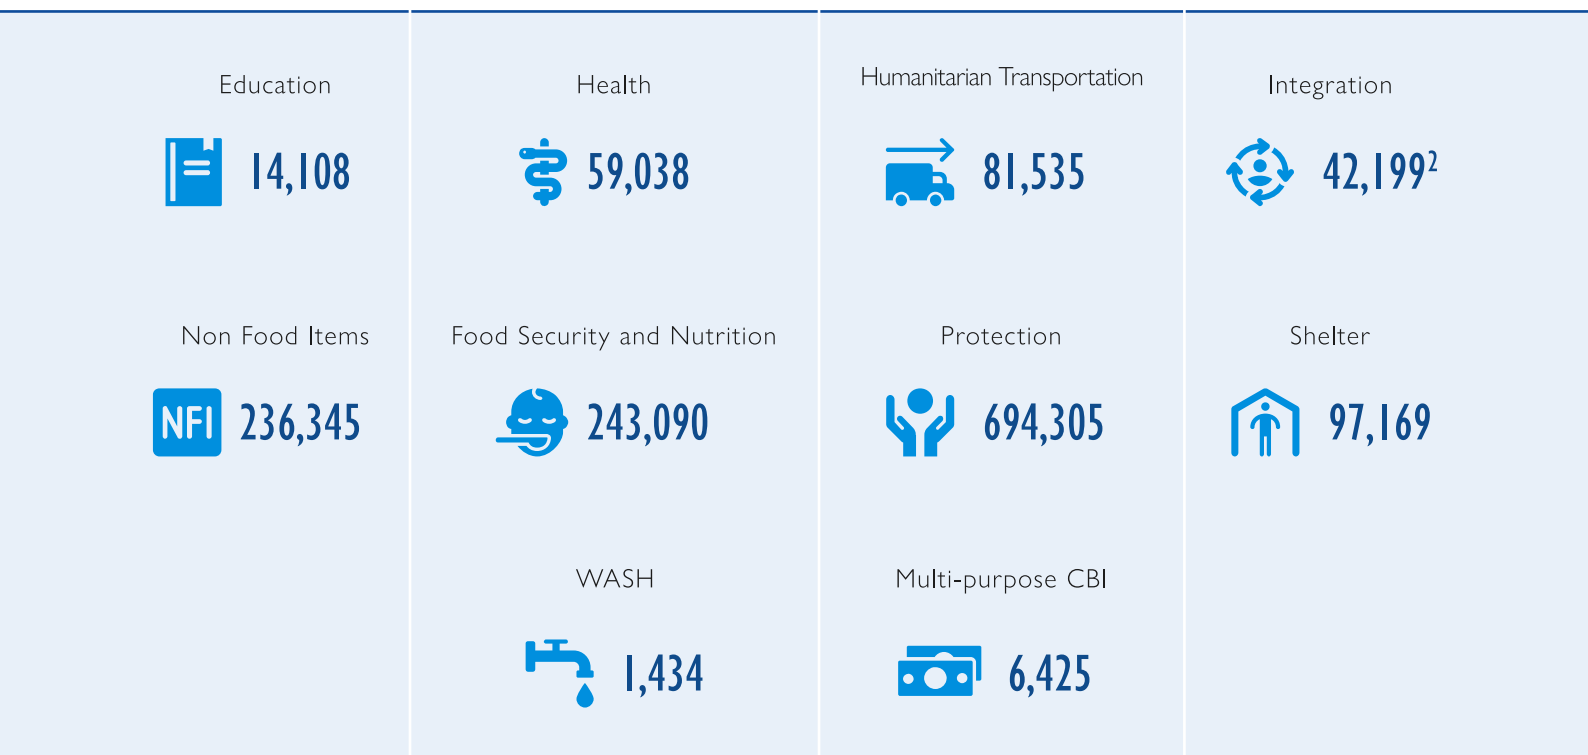 Education
14,108
Health
59,038
Humanitarian Transportation
81,535
Integration
42,199²
Non Food Items
NFI 236,345
Food Security and Nutrition
243,090
Protection
694,305
Shelter
97,169
WASH
1,434
Multi-purpose CBI
6,425